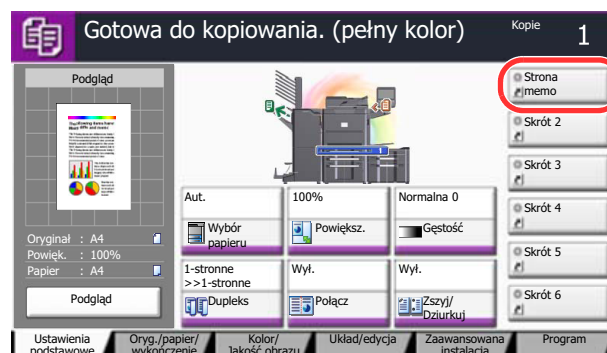 Gotowa do kopiowania. (pełny kolor)
Kopie
1
Podgląd
Oryginał : A4
Powięk. : 100%
Papier : A4
Podgląd
Aut.
Wybór
papieru
100%
Powiększ.
Normalna 0
Gęstość
1-stronne
>>1-stronne
Dupleks
Wył.
Połącz
Wył.
Zszyj/
Dziurkuj
Strona
memo
Skrót 2
Skrót 3
Skrót 4
Skrót 5
Skrót 6
Ustawienia
podstawowe
Oryg./papier/
wykończenie
Kolor/
Jakość obrazu
Układ/edycja
Zaawansowana
instalacja
Program